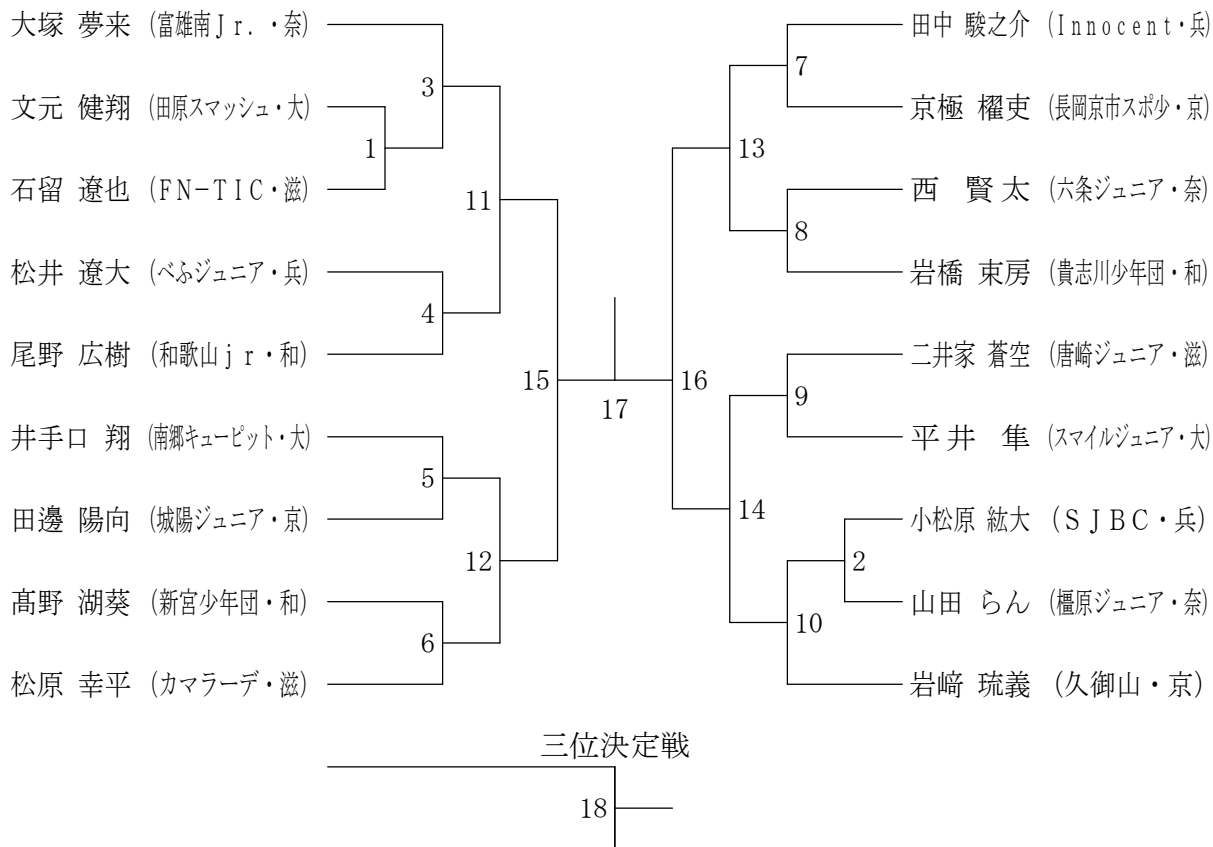 大塚 夢来 (富雄南Jr.・奈)
3
文元 健翔 (田原スマッシュ・大)
1
石留 遼也 (FN-TIC・滋)
11
松井 遼大 (べふジュニア・兵)
4
尾野 広樹 (和歌山jr・和)
15
井手口 翔 (南郷キューピット・大)
5
田邊 陽向 (城陽ジュニア・京)
12
髙野 湖葵 (新宮少年団・和)
6
松原 幸平 (カマラーデ・滋)
17
田中 駿之介 (Innocent・兵)
7
京極 櫂吏 (長岡京市スポ少・京)
13
西 賢太 (六条ジュニア・奈)
8
岩橋 束房 (貴志川少年団・和)
16
二井家 蒼空 (唐崎ジュニア・滋)
9
平井 隼 (スマイルジュニア・大)
14
小松原 紘大 (SJBC・兵)
2
山田 らん (橿原ジュニア・奈)
10
岩﨑 琉義 (久御山・京)
三位決定戦
18